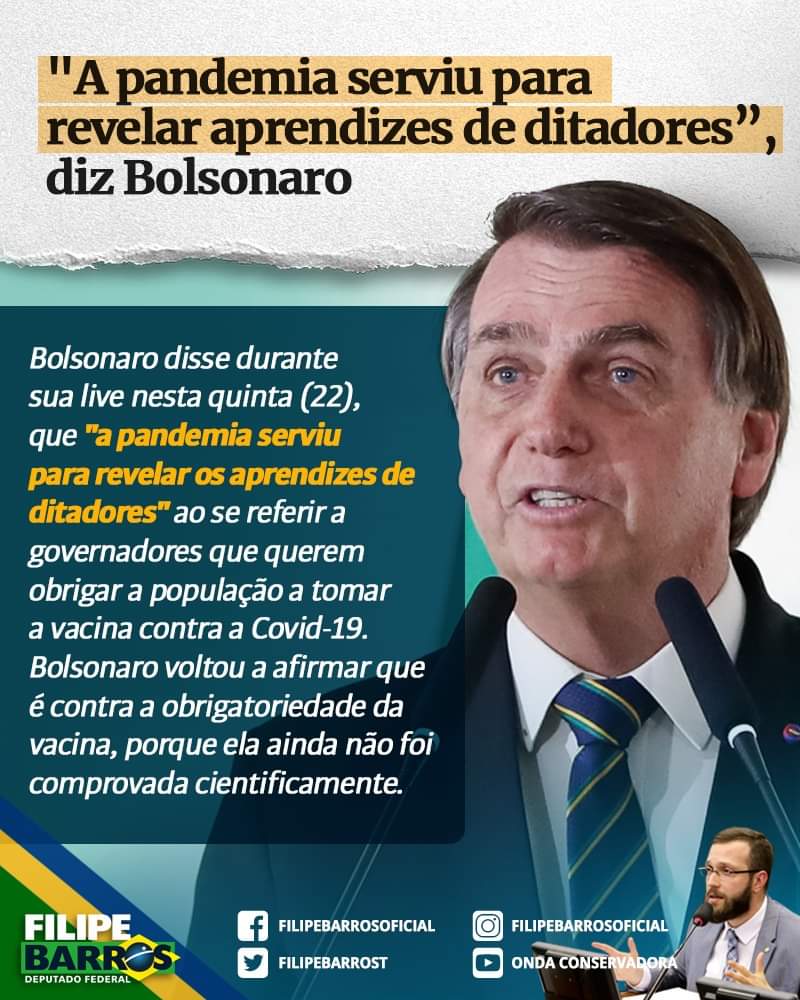 "A pandemia serviu para
revelar aprendizes de ditadores”,
diz Bolsonaro
Bolsonaro disse durante
sua live nesta quinta (22),
que "a pandemia serviu
para revelar os aprendizes de
ditadores" ao se referir a
governadores que querem
obrigar a população a tomar
a vacina contra a Covid-19.
Bolsonaro voltou a afirmar que
é contra a obrigatoriedade da
vacina, porque ela ainda não foi
comprovada cientificamente.
FILIPE
BARROS
DEPUTADO FEDERAL
FILIPEBARROSOFICIAL
FILIPEBARROSOFICIAL
FILIPEBARROST
ONDA CONSERVADORA